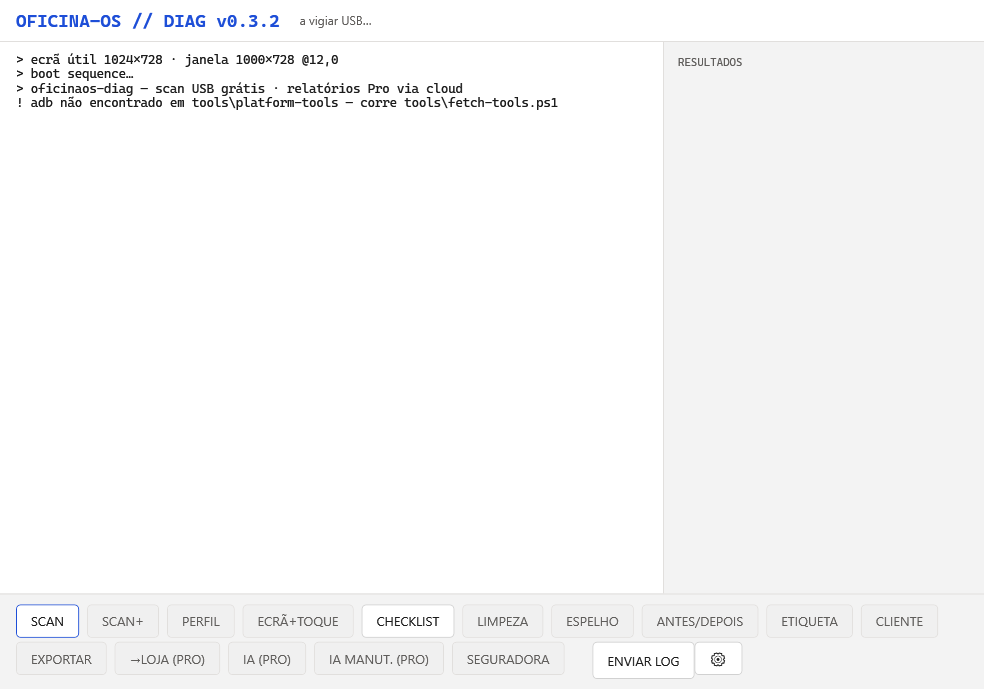 OFICINA-OS // DIAG v0.3.2 a vigiar USB...
> ecrã útil 1024×728 · janela 1000×728 @12,0
> boot sequence…
> oficinaos-diag — scan USB grátis · relatórios Pro via cloud
! adb não encontrado em tools\platform-tools — corre tools\fetch-tools.ps1
RESULTADOS
SCAN SCAN+ PERFIL ECRÃ+TOQUE CHECKLIST LIMPEZA ESPELHO ANTES/DEPOIS ETIQUETA CLIENTE
EXPORTAR →LOJA (PRO) IA (PRO) IA MANUT. (PRO) SEGURADORA ENVIAR LOG